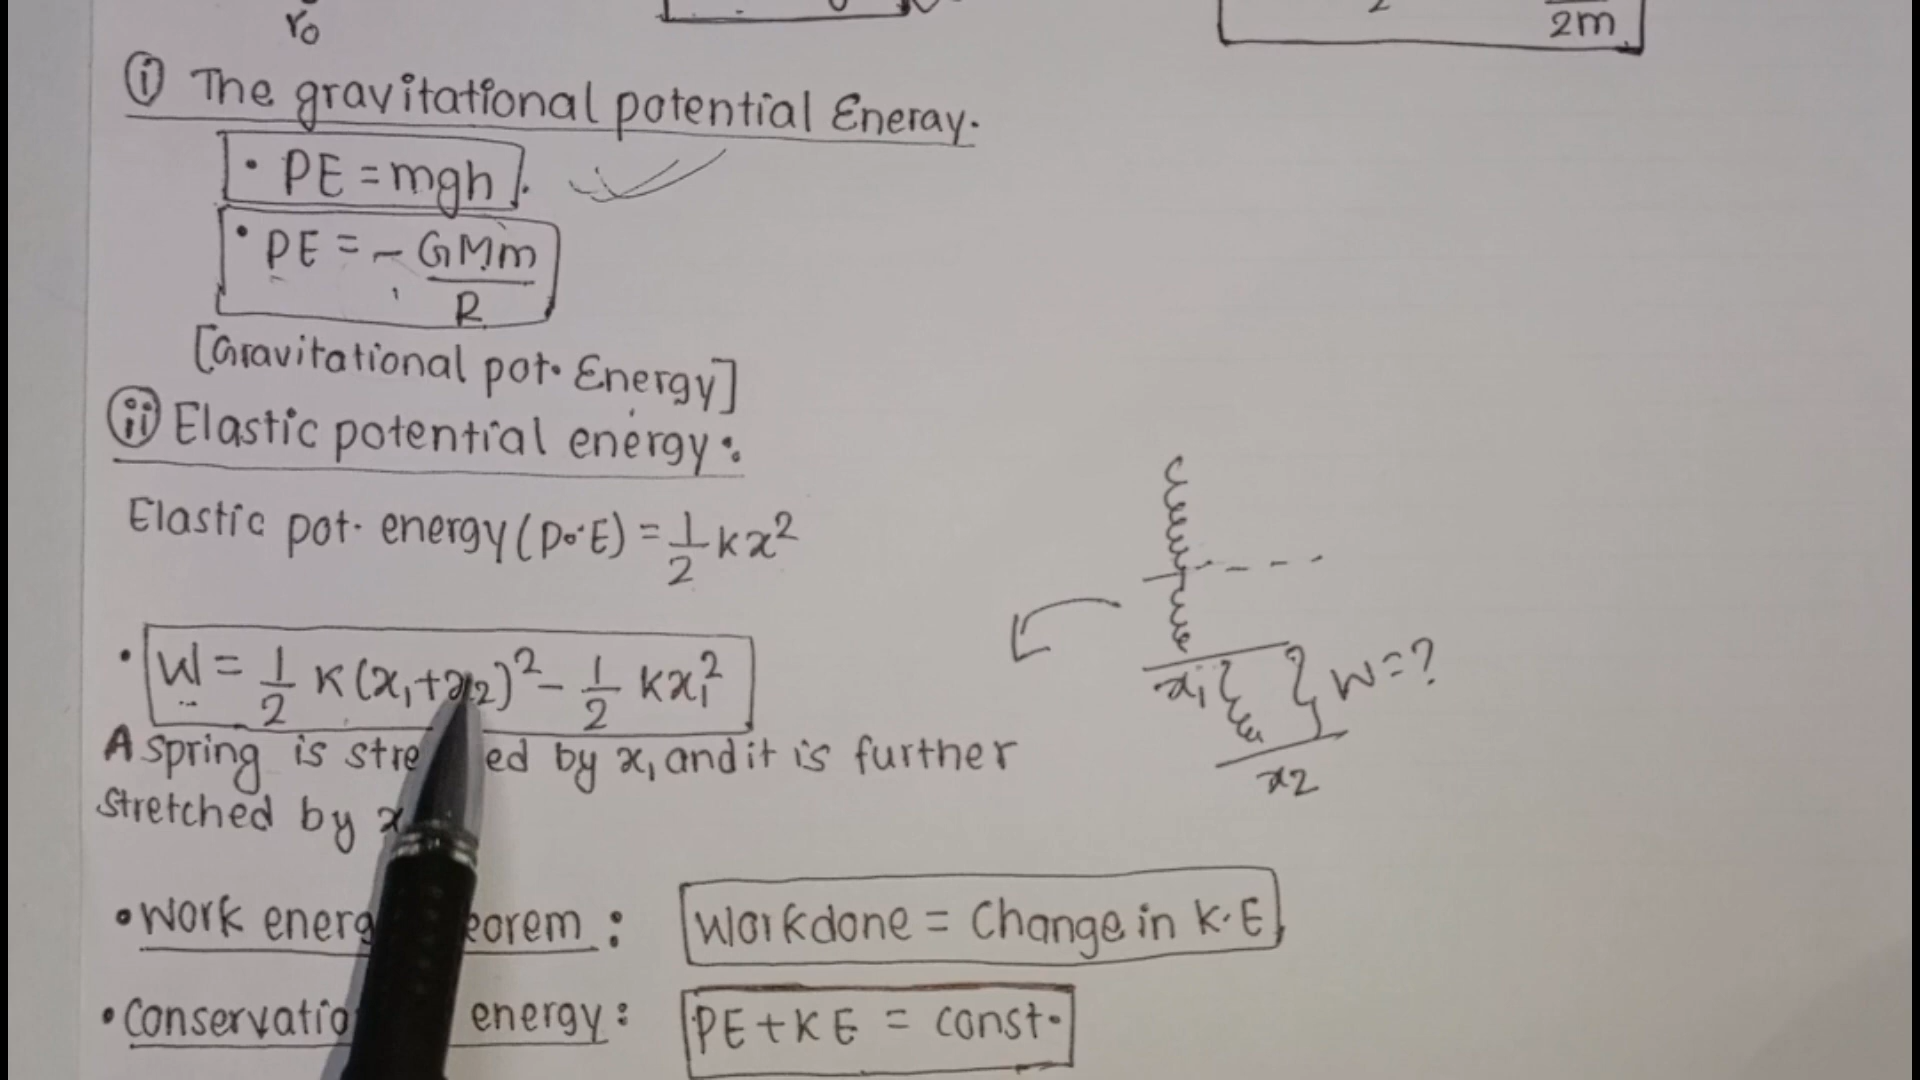 r₀
2m
(i) The gravitational potential Eneray.
• PE = mgh
• PE = - GMm/R
[Gravitational pot. Energy]
(ii) Elastic potential energy:
Elastic pot. energy (P.E) = 1/2 kx²
• W = 1/2 K(x₁+x₂)² - 1/2 kx₁²
x₁
W=?
x₂
A spring is stre ed by x₁ and it is further
stretched by x
• Work energ eorem : Workdone = Change in K.E
• Conservatio energy: PE + KE = const.